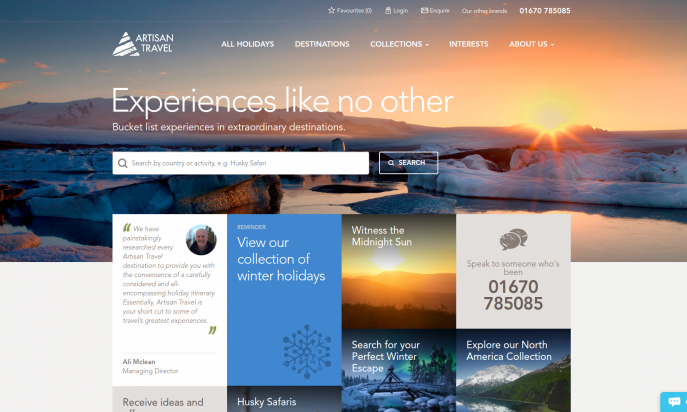 Favourites (0)
Login
Enquire
Our other brands
01670 785085
ARTISAN
TRAVEL
ALL HOLIDAYS
DESTINATIONS
COLLECTIONS
INTERESTS
ABOUT US
Experiences like no other
Bucket list experiences in extraordinary destinations.
Search by country or activity, e.g. Husky Safari
SEARCH
“ We have
painstakingly
researched every
Artisan Travel
destination to provide you with
the convenience of a carefully
considered and all-
encompassing holiday itinerary.
Essentially, Artisan Travel is
your short cut to some of
travel's greatest experiences.
”
Ali Mclean
Managing Director
REMINDER
View our
collection of
winter holidays
Witness the
Midnight Sun
Speak to someone who's
been
01670
785085
Search for your
Perfect Winter
Escape
Explore our North
America Collection
Receive ideas and
Husky Safaris